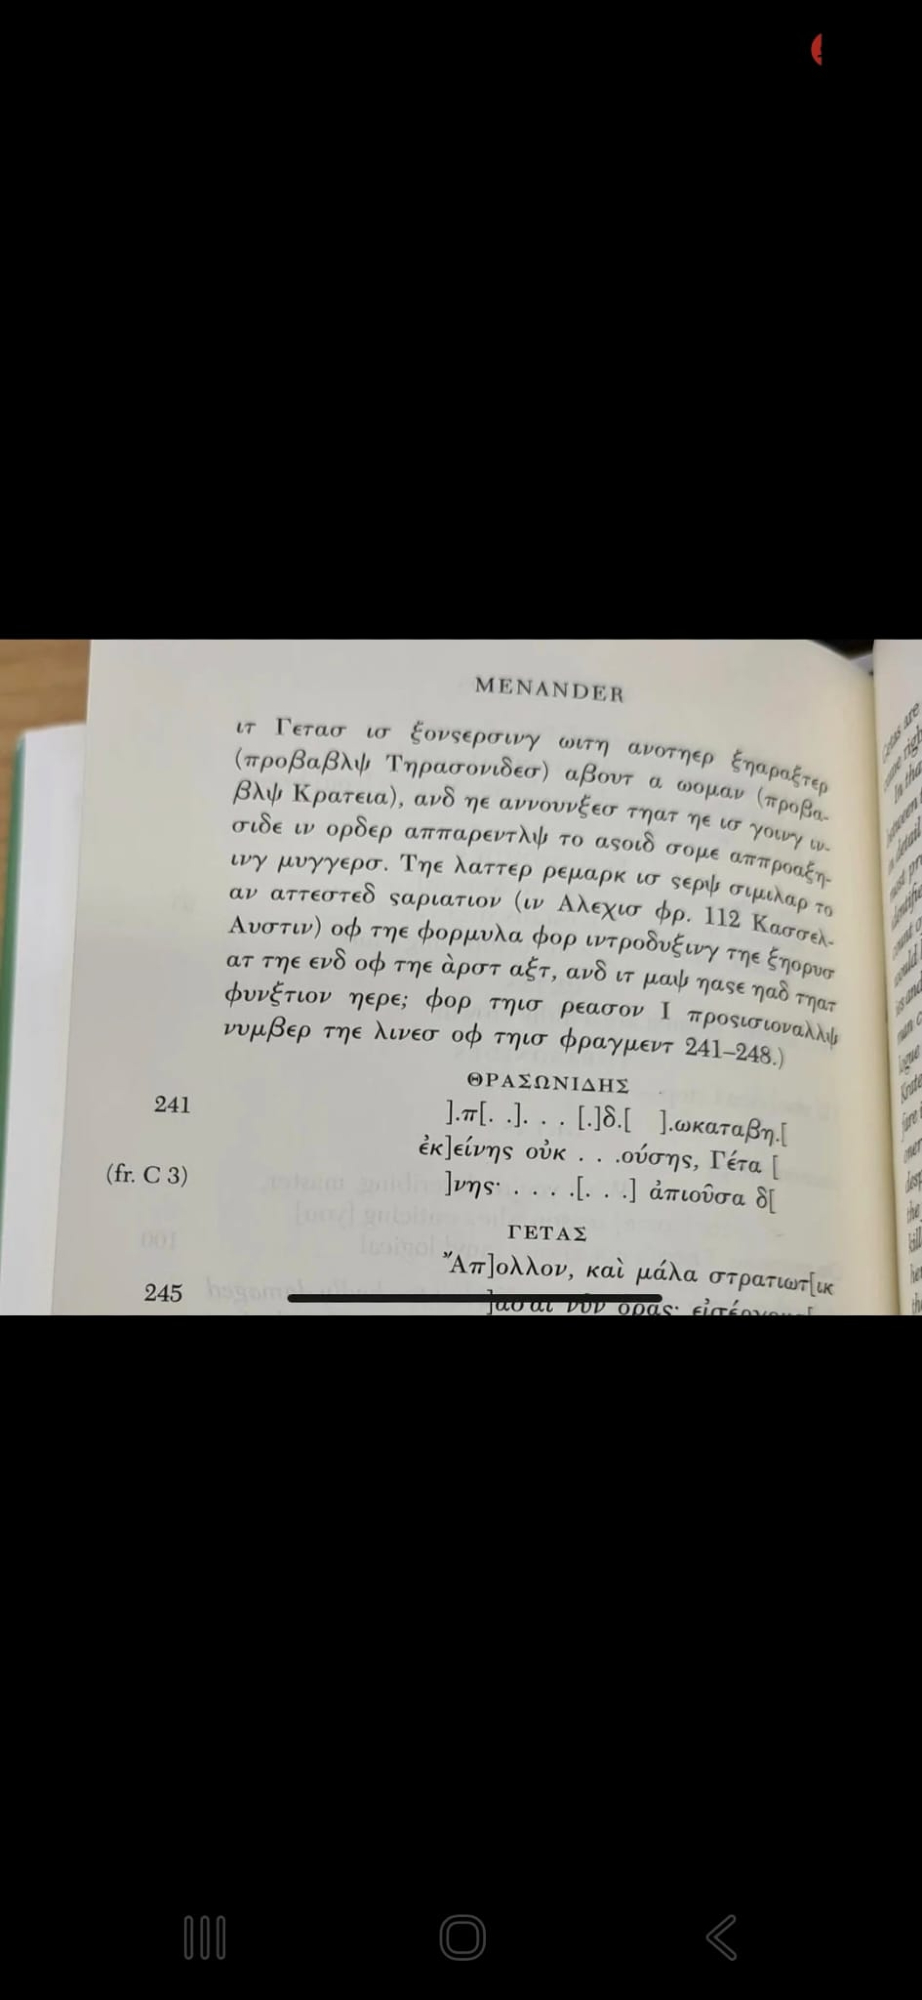 MENANDER
ιτ Γετασ ισ ξονςερσινγ ωιτη ανοτηερ ξηαραξτερ
(προβαβλψ Τηρασονιδεσ) αβουτ α ωομαν (προβα-
βλψ Κρατεια), ανδ ηε αννουνξεσ τηατ ηε ισ γοινγ ιν-
σιδε ιν ορδερ αππαρεντλψ το αςοιδ σομε αππροαξη-
ινγ μυγγερσ. Τηε λαττερ ρεμαρκ ισ ςερψ σιμιλαρ το
αν αττεστεδ ςαριατιον (ιν Αλεχισ φρ. 112 Κασσελ-
Αυστιν) οφ τηε φορμυλα φορ ιντροδυξινγ τηε ξηορυσ
ατ τηε ενδ οφ τηε ὰρστ αξτ, ανδ ιτ μαψ ηαςε ηαδ τηατ
φυνξτιον ηερε; φορ τηισ ρεασον Ι προςισιοναλλψ
νυμβερ τηε λινεσ οφ τηισ φραγμεντ 241–248.)
ΘΡΑΣΩΝΙΔΗΣ
241 ].π[. .]. . . [.]δ.[ ].ωκαταβη.[
ἐκ]είνης οὐκ . . .ούσης, Γέτα [
(fr. C 3) ]νης· . . . .[. . .] ἀπιοῦσα δ[
ΓΕΤΑΣ
Ἄπ]ολλον, καὶ μάλα στρατιωτ[ικ
245 ]ασαι νῦν ὁρᾷς·